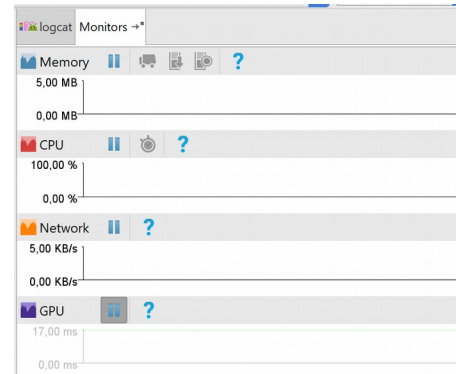 logcat Monitors
Memory ?
5,00 MB
0,00 MB
CPU ?
100,00 %
0,00 %
Network ?
5,00 KB/s
0,00 KB/s
GPU ?
17,00 ms
0,00 ms